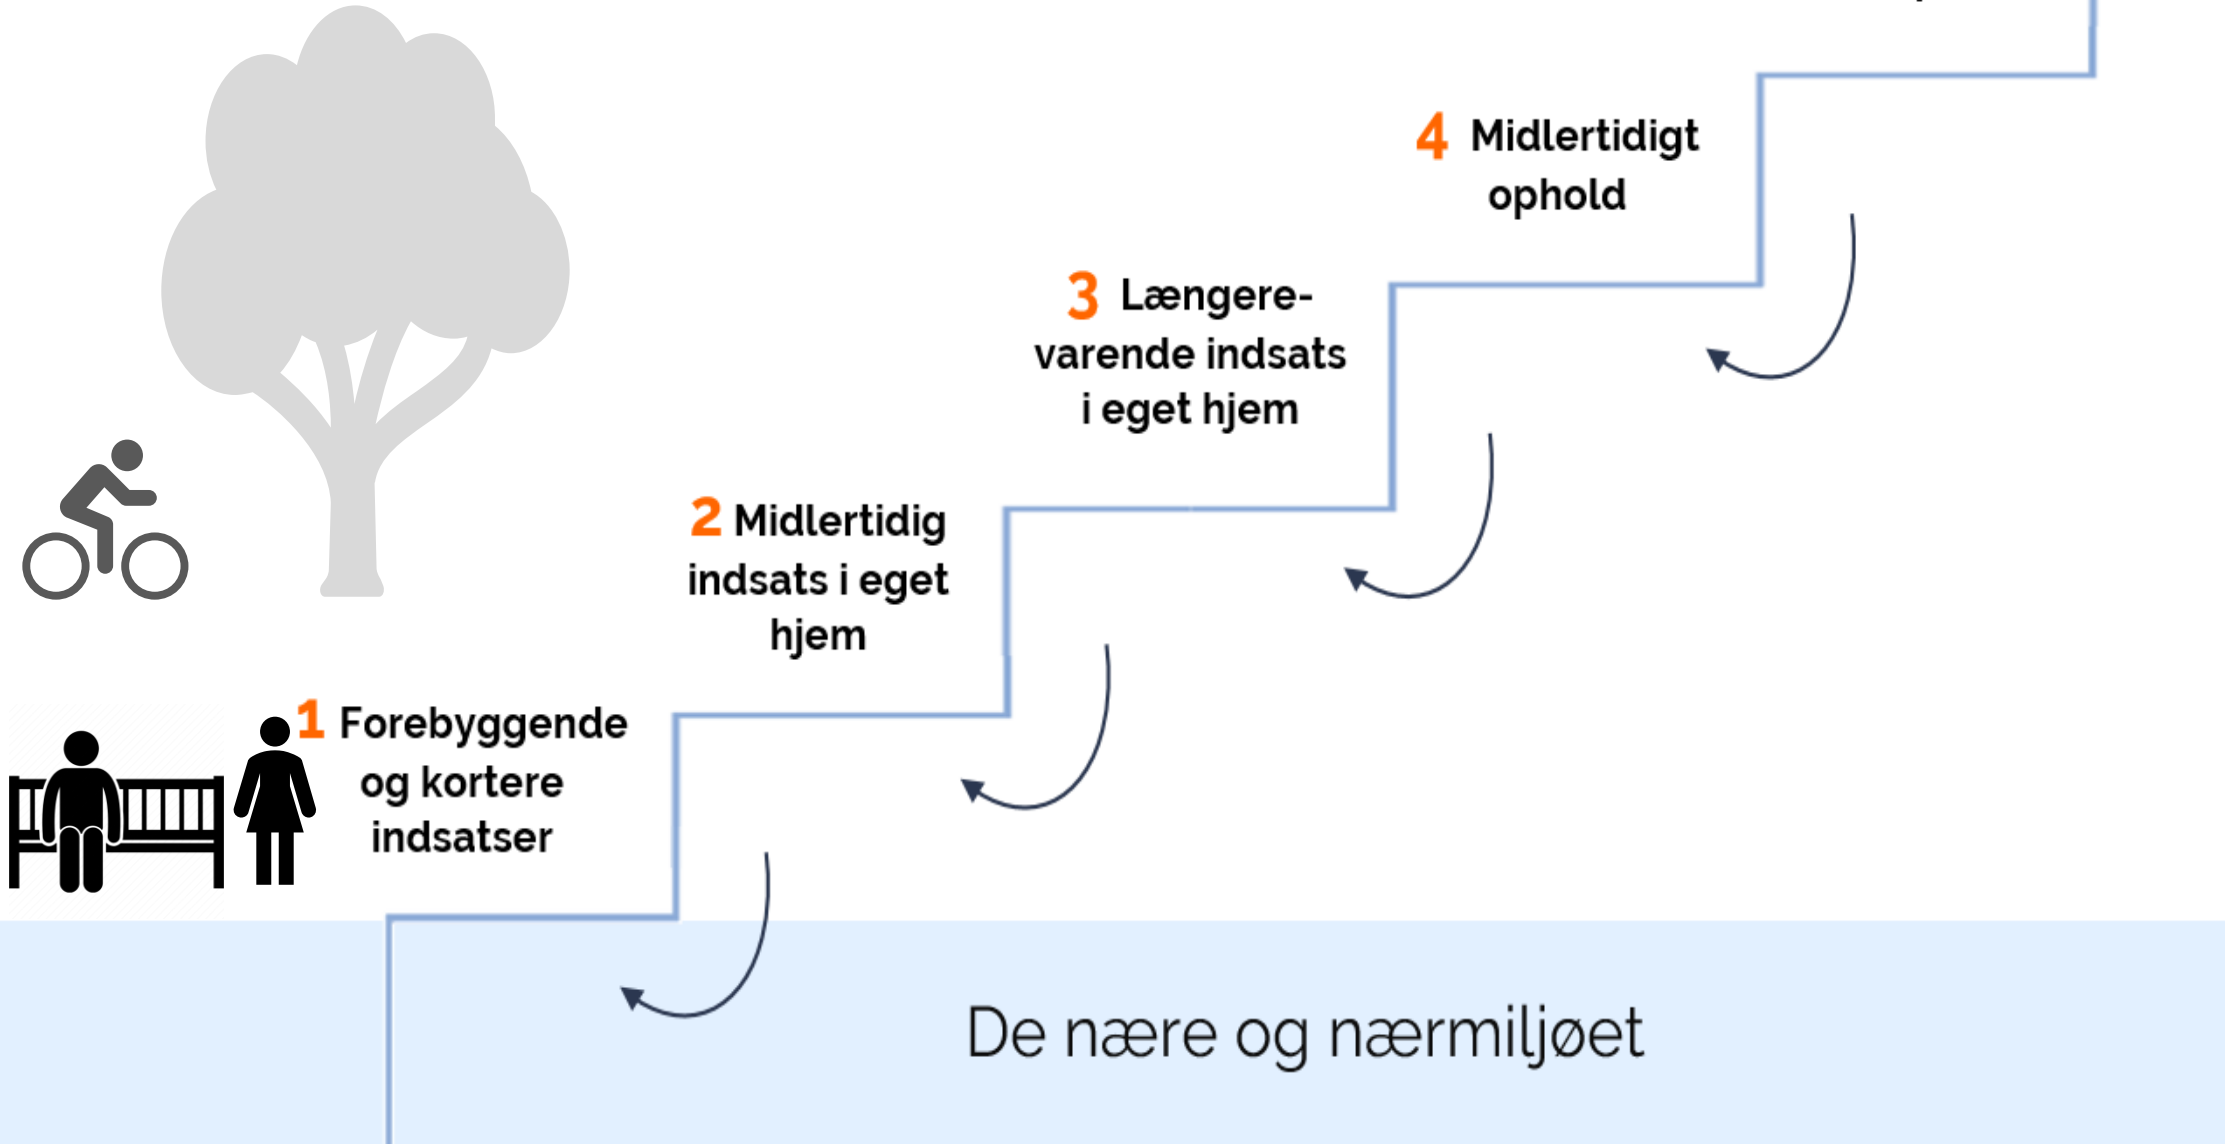 1 Forebyggende
og kortere
indsatser
2 Midlertidig
indsats i eget
hjem
3 Længere-
varende indsats
i eget hjem
4 Midlertidigt
ophold
De nære og nærmiljøet